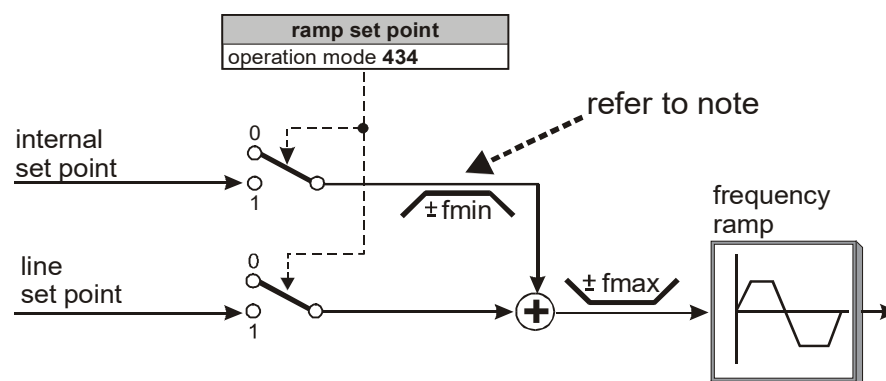 ramp set point
operation mode 434
refer to note
internal
set point
0
1
± fmin
frequency
ramp
line
set point
0
1
± fmax
+